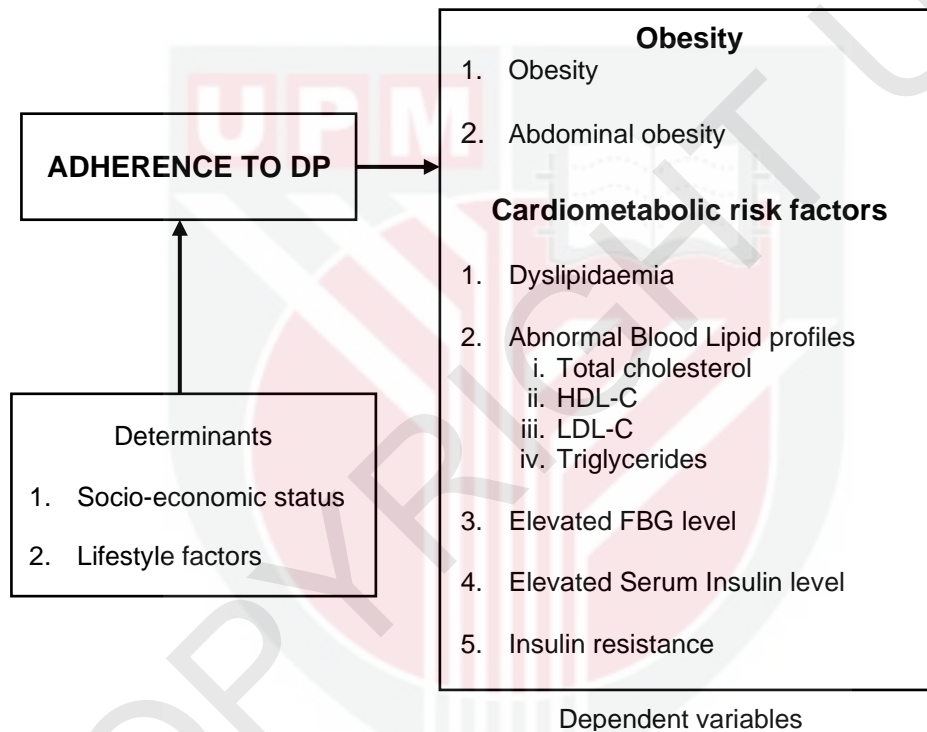 Obesity
1. Obesity
2. Abdominal obesity
Cardiometabolic risk factors
1. Dyslipidaemia
2. Abnormal Blood Lipid profiles
i. Total cholesterol
ii. HDL-C
iii. LDL-C
iv. Triglycerides
3. Elevated FBG level
4. Elevated Serum Insulin level
5. Insulin resistance
Dependent variables
ADHERENCE TO DP
Determinants
1. Socio-economic status
2. Lifestyle factors
UPM
OPYRIGHT U